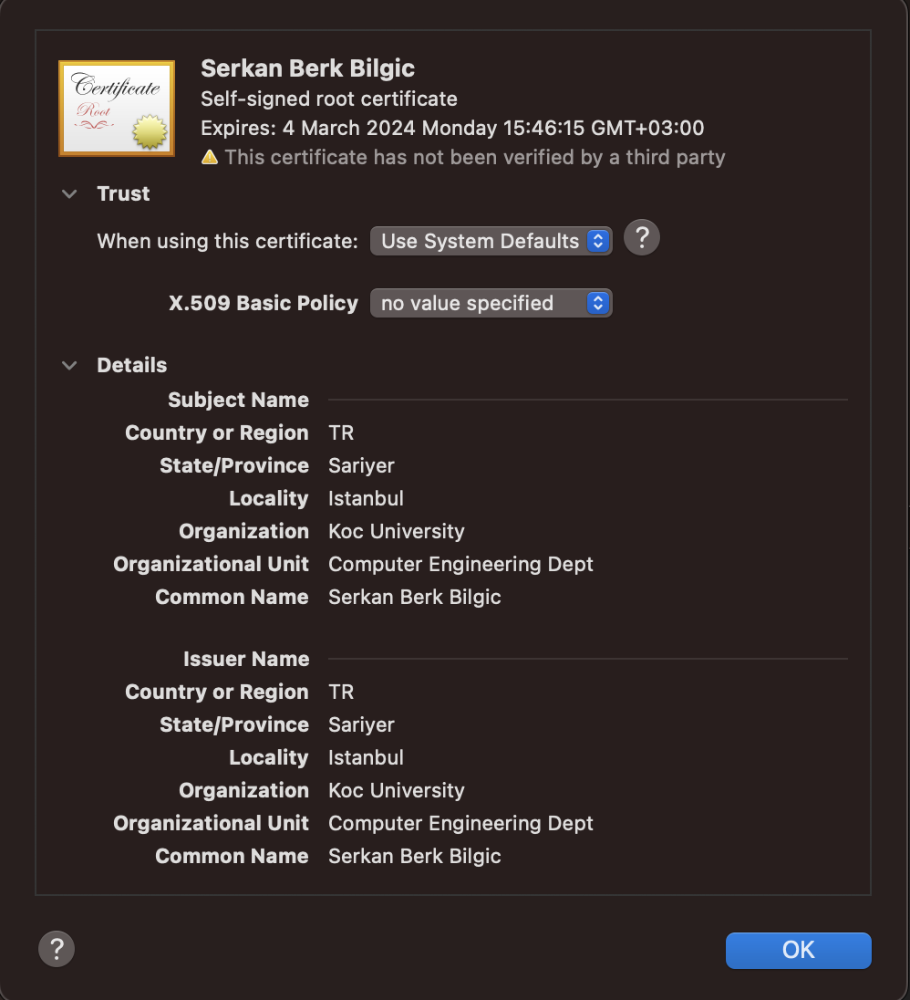 Certificate
Root
Serkan Berk Bilgic
Self-signed root certificate
Expires: 4 March 2024 Monday 15:46:15 GMT+03:00
This certificate has not been verified by a third party
Trust
When using this certificate: Use System Defaults ?
X.509 Basic Policy no value specified
Details
Subject Name
Country or Region TR
State/Province Sariyer
Locality Istanbul
Organization Koc University
Organizational Unit Computer Engineering Dept
Common Name Serkan Berk Bilgic
Issuer Name
Country or Region TR
State/Province Sariyer
Locality Istanbul
Organization Koc University
Organizational Unit Computer Engineering Dept
Common Name Serkan Berk Bilgic
? OK